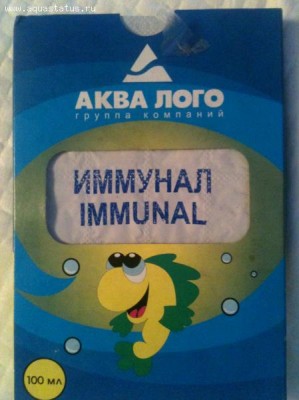 www.aquastatus.ru
АКВА ЛОГО
группа компаний
ИММУНАЛ
IMMUNAL
100 мл